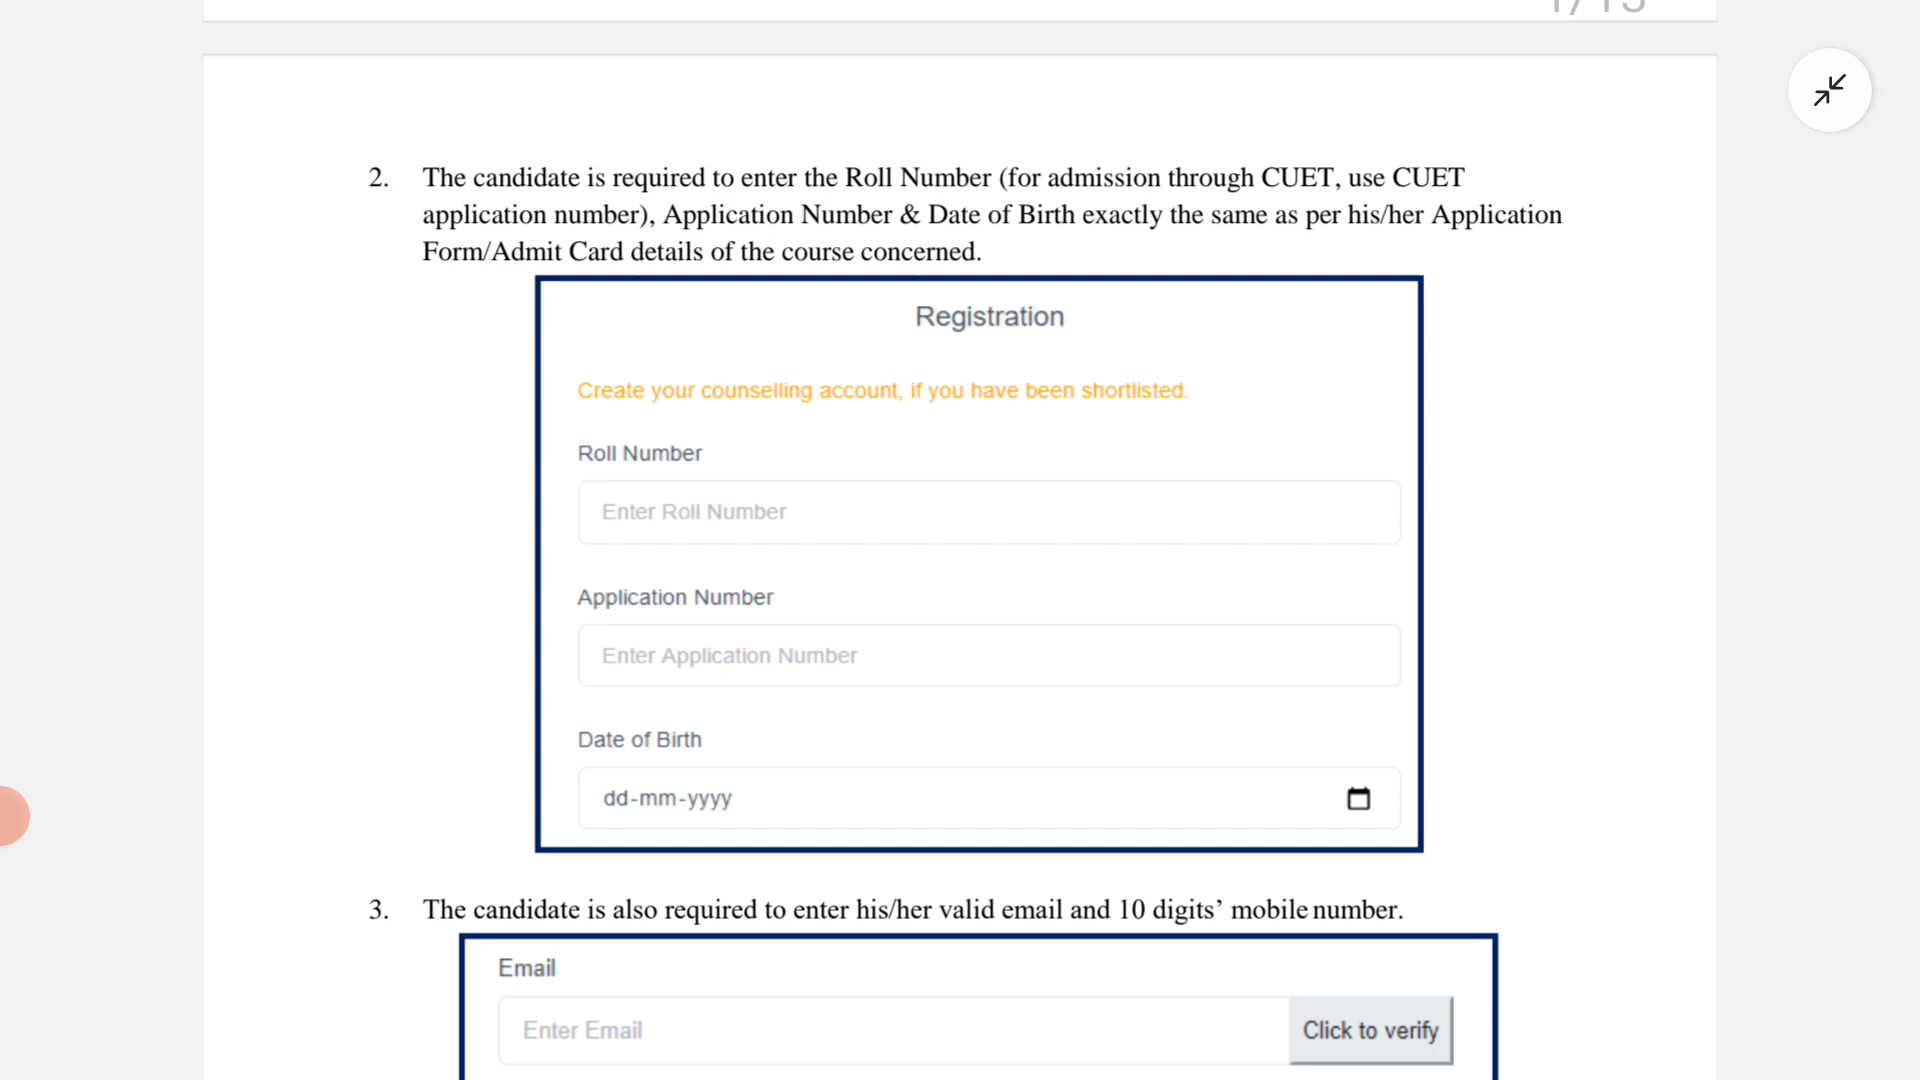 2. The candidate is required to enter the Roll Number (for admission through CUET, use CUET
application number), Application Number & Date of Birth exactly the same as per his/her Application
Form/Admit Card details of the course concerned.
Registration
Create your counselling account, if you have been shortlisted.
Roll Number
Enter Roll Number
Application Number
Enter Application Number
Date of Birth
dd-mm-yyyy
3. The candidate is also required to enter his/her valid email and 10 digits’ mobile number.
Email
Enter Email
Click to verify